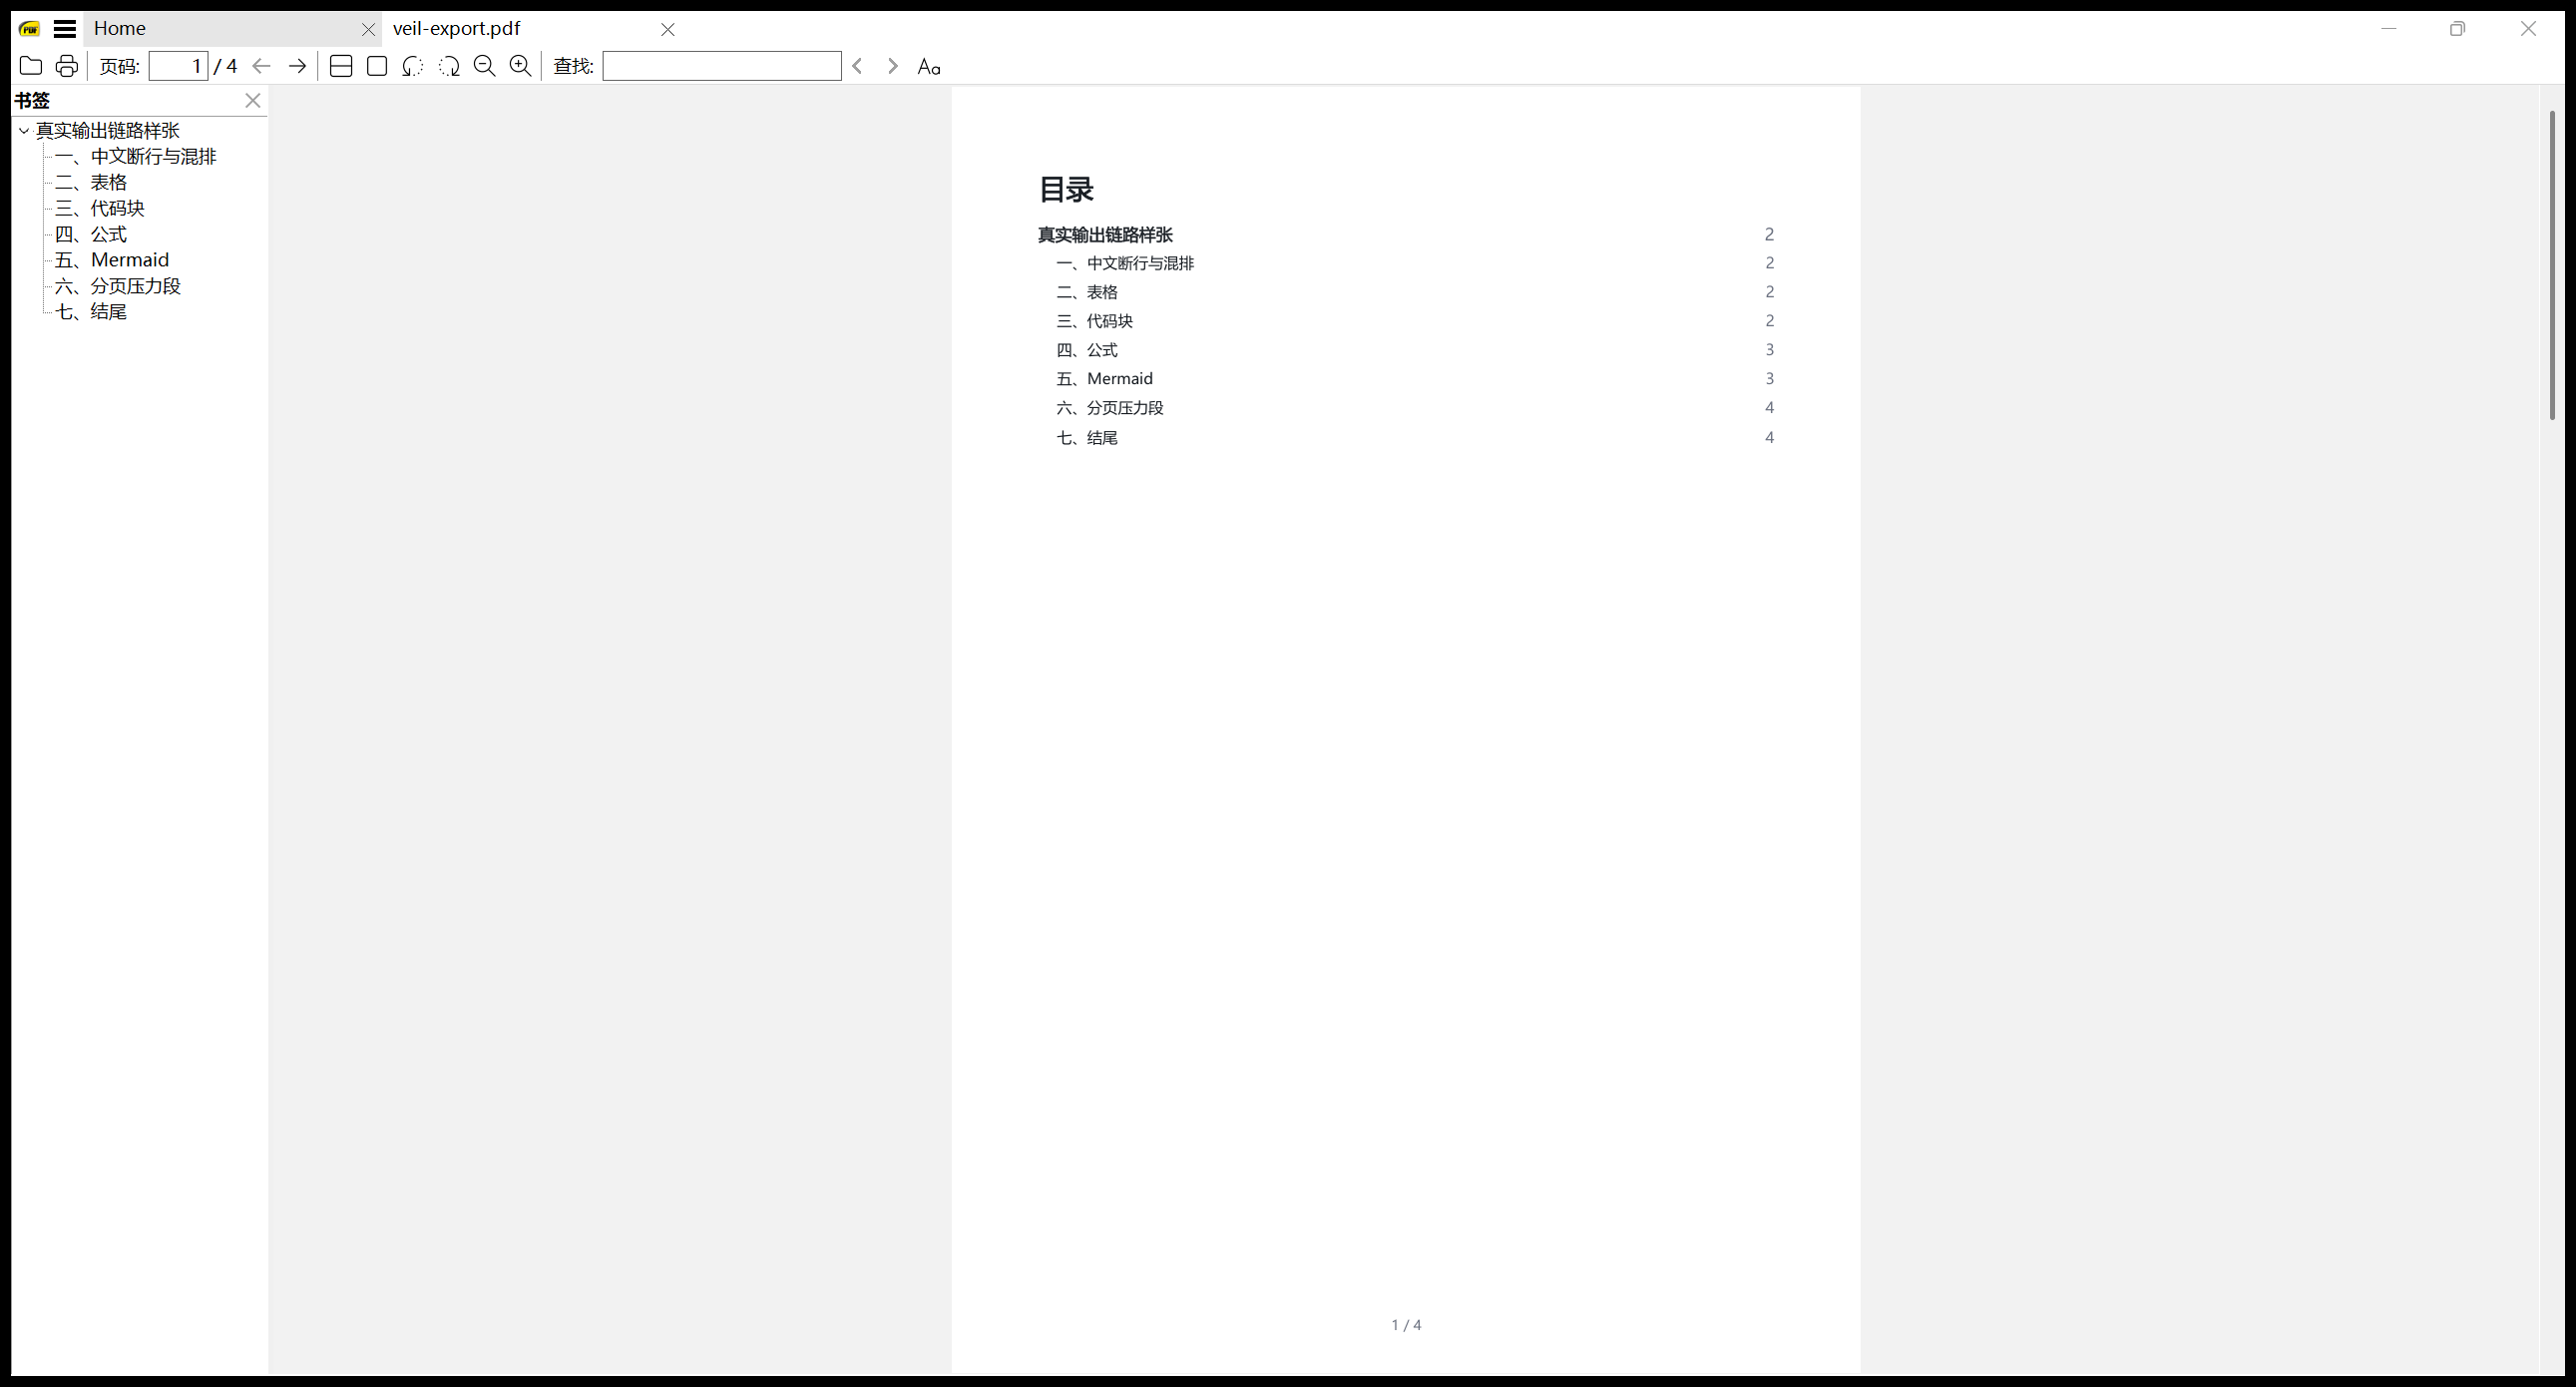 PDF
Home
veil-export.pdf
页码: 1 / 4
查找:
Aa
书签
真实输出链路样张
一、中文断行与混排
二、表格
三、代码块
四、公式
五、Mermaid
六、分页压力段
七、结尾
目录
真实输出链路样张 2
一、中文断行与混排 2
二、表格 2
三、代码块 2
四、公式 3
五、Mermaid 3
六、分页压力段 4
七、结尾 4
1 / 4